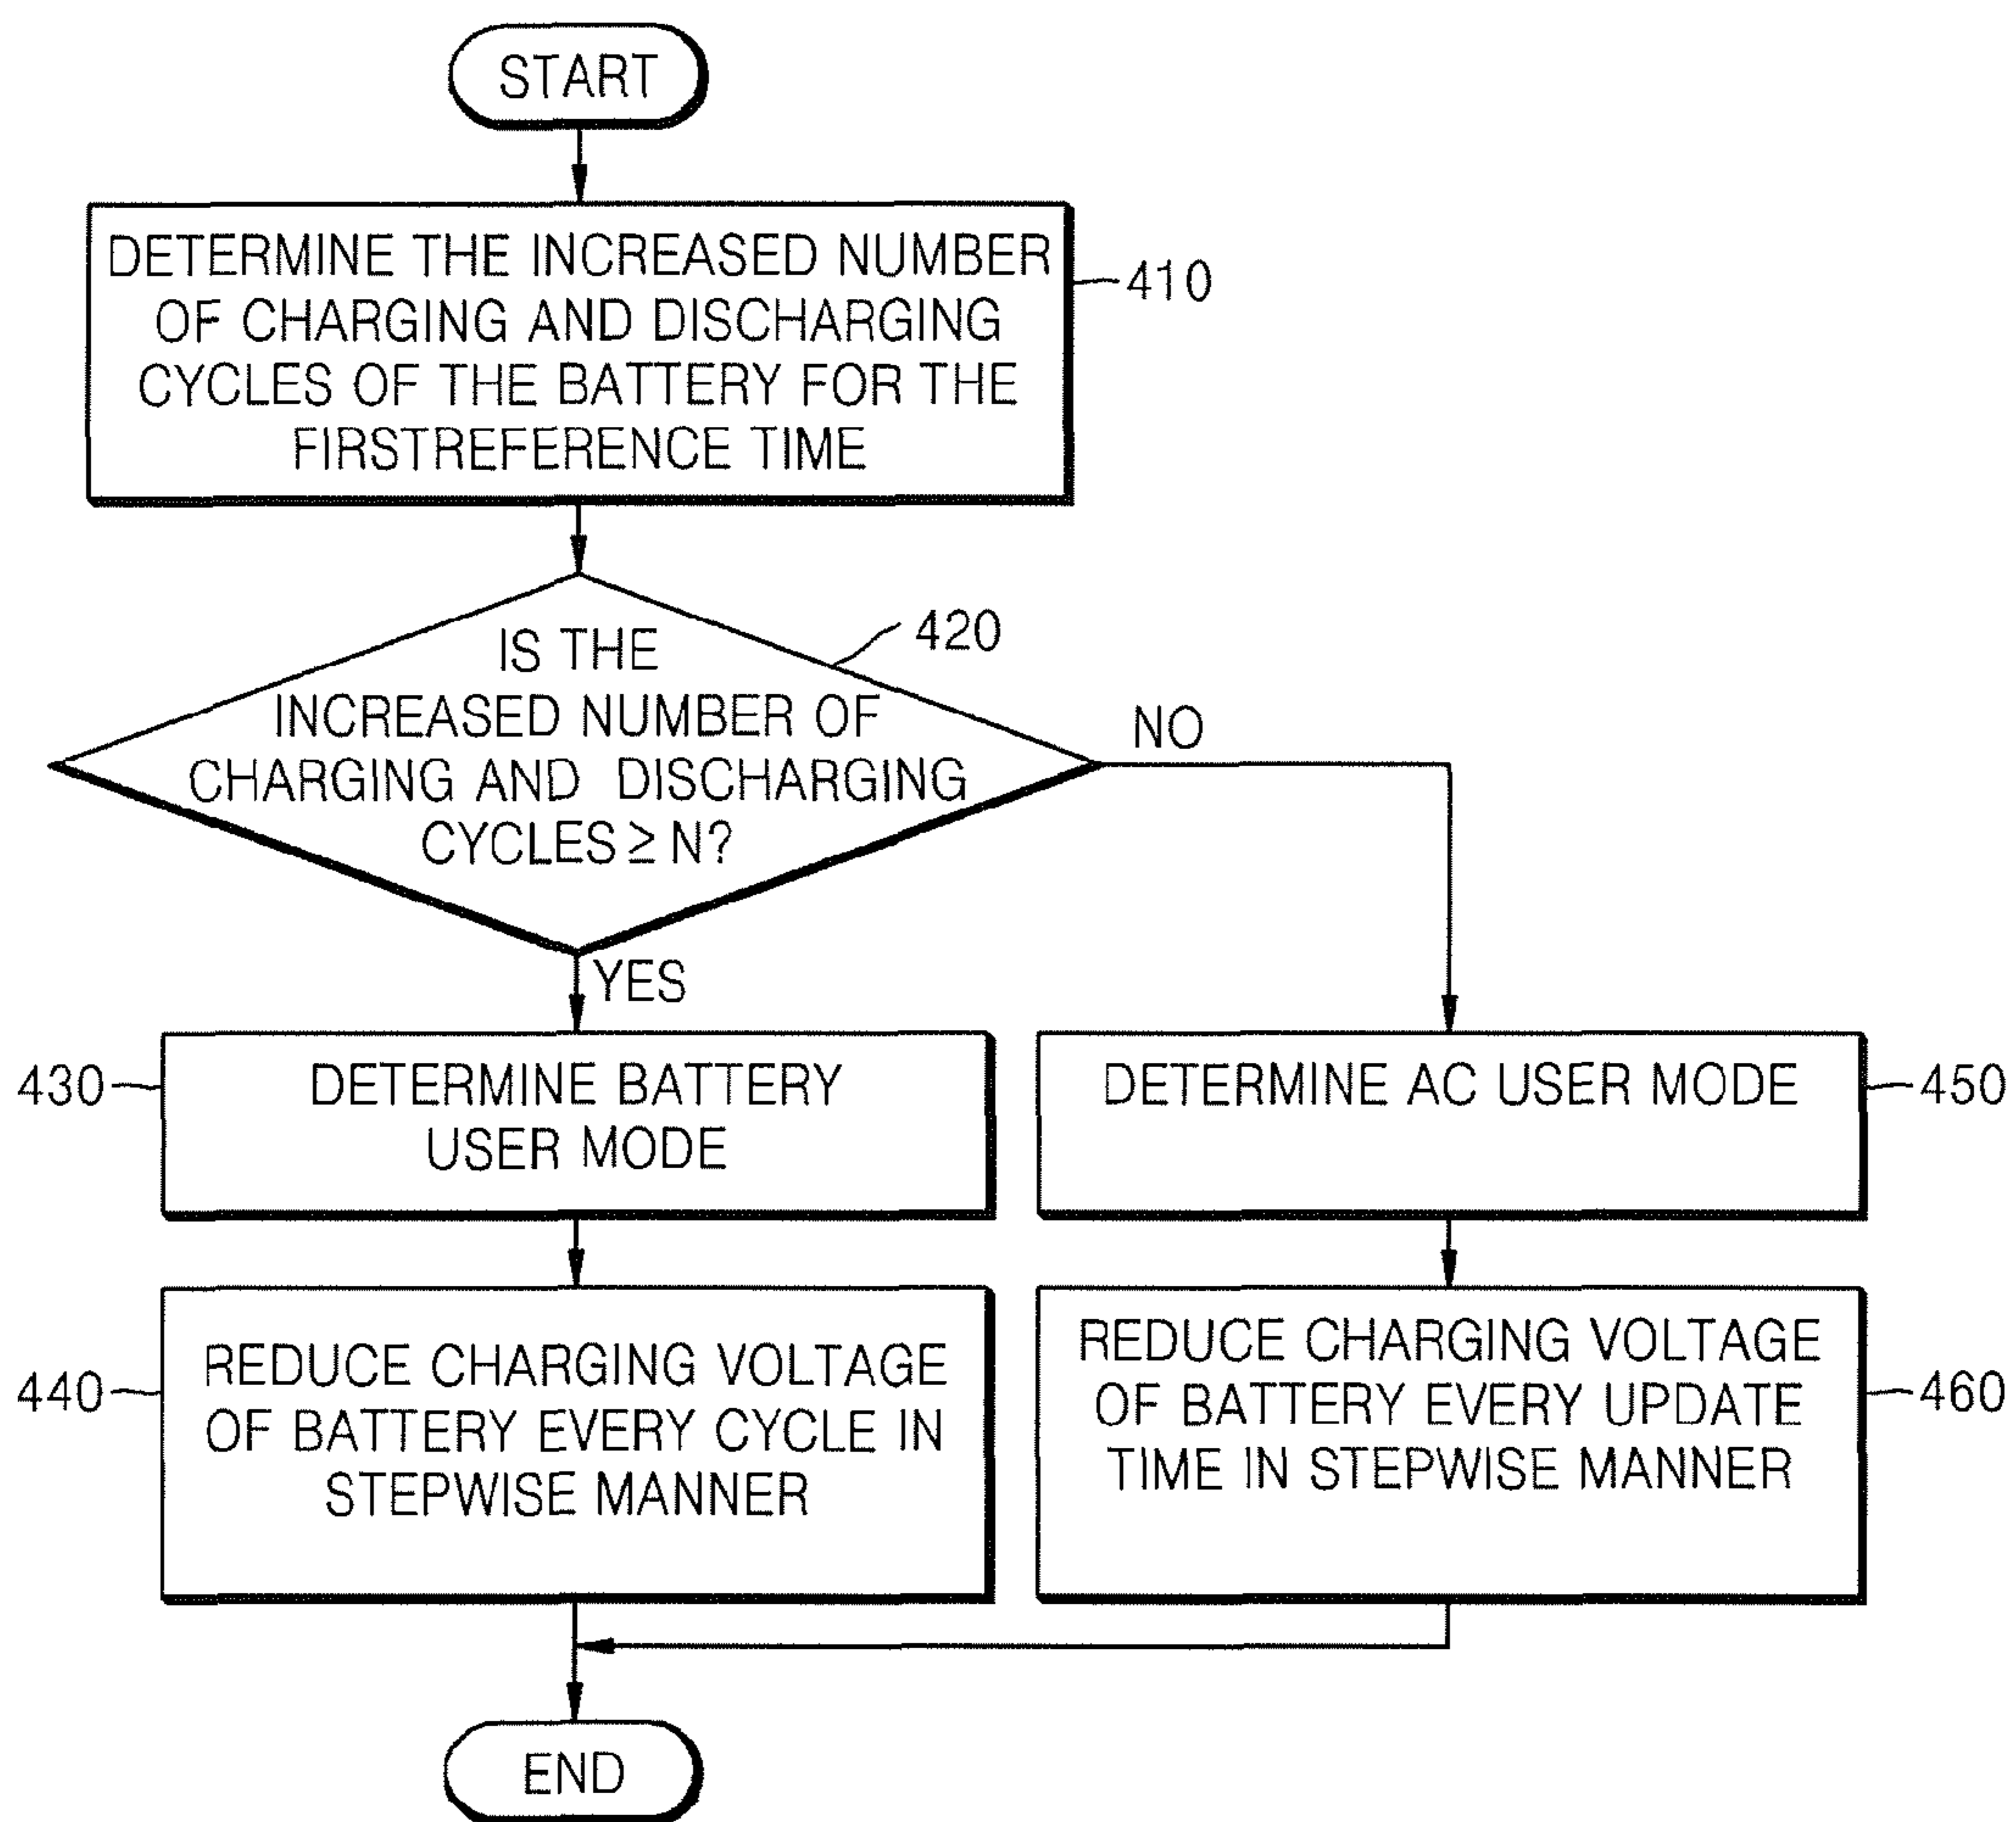 START
DETERMINE THE INCREASED NUMBER
OF CHARGING AND DISCHARGING
CYCLES OF THE BATTERY FOR THE
FIRSTREFERENCE TIME
410
IS THE
INCREASED NUMBER OF
CHARGING AND DISCHARGING
CYCLES ≥ N?
420
NO
YES
430
DETERMINE BATTERY
USER MODE
DETERMINE AC USER MODE
450
440
REDUCE CHARGING VOLTAGE
OF BATTERY EVERY CYCLE IN
STEPWISE MANNER
REDUCE CHARGING VOLTAGE
OF BATTERY EVERY UPDATE
TIME IN STEPWISE MANNER
460
END